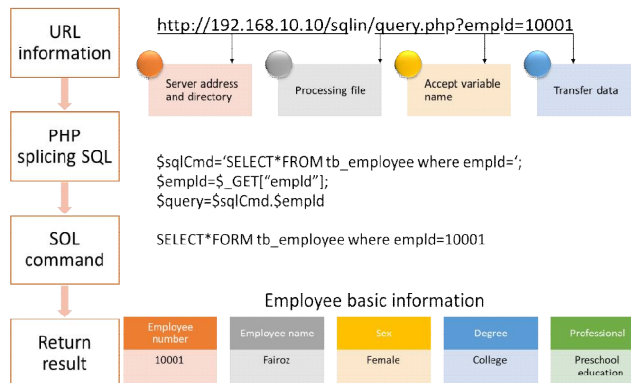 URL
information
http://192.168.10.10/sqlin/query.php?empId=10001
Server address
and directory
Processing file
Accept variable
name
Transfer data
PHP
splicing SQL
$sqlCmd=‘SELECT*FROM tb_employee where empId=‘;
$empId=$_GET[“empId”];
$query=$sqlCmd.$empId
SOL
command
SELECT*FORM tb_employee where empId=10001
Return
result
Employee basic information
Employee
number
Employee name
Sex
Degree
Professional
10001
Fairoz
Female
College
Preschool
education